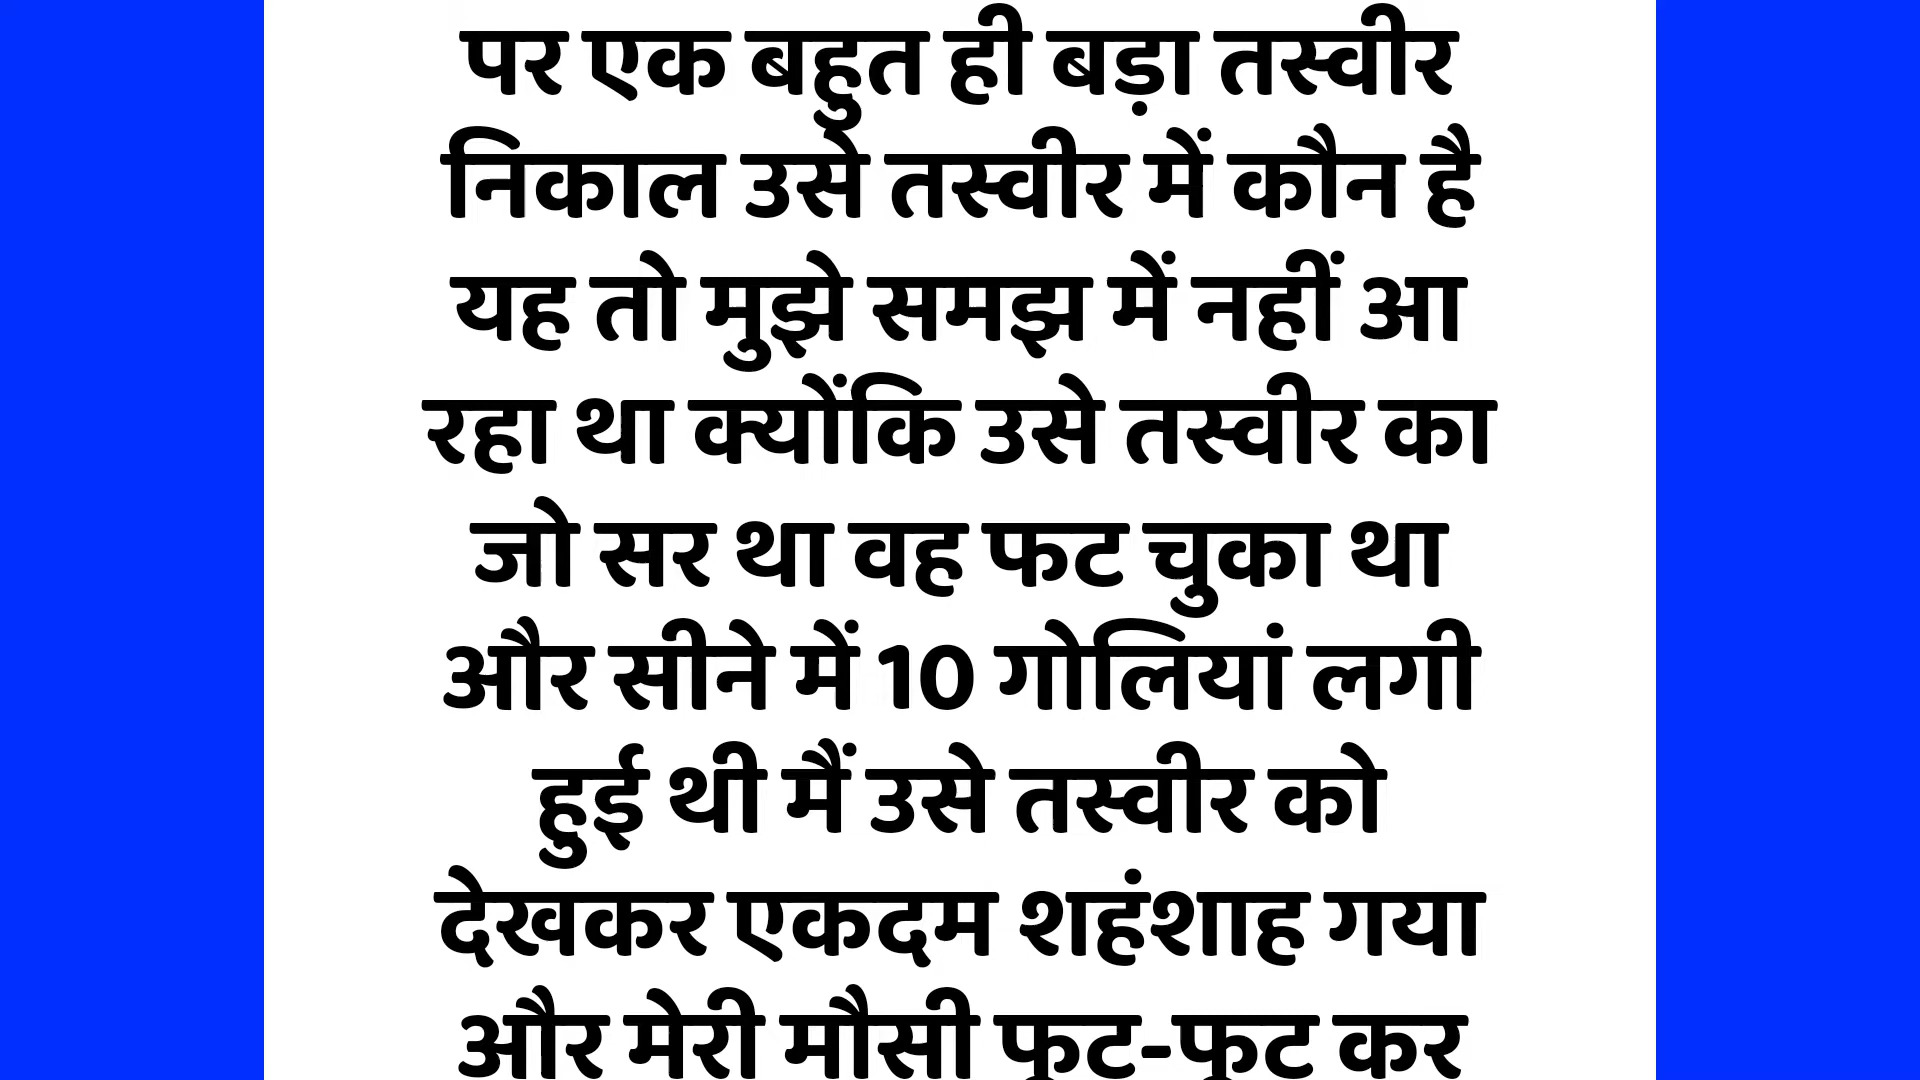 पर एक बहुत ही बड़ा तस्वीर
निकाल उसे तस्वीर में कौन है
यह तो मुझे समझ में नहीं आ
रहा था क्योंकि उसे तस्वीर का
जो सर था वह फट चुका था
और सीने में 10 गोलियां लगी
हुई थी मैं उसे तस्वीर को
देखकर एकदम शहंशाह गया
और मेरी मौसी फूट-फूट कर